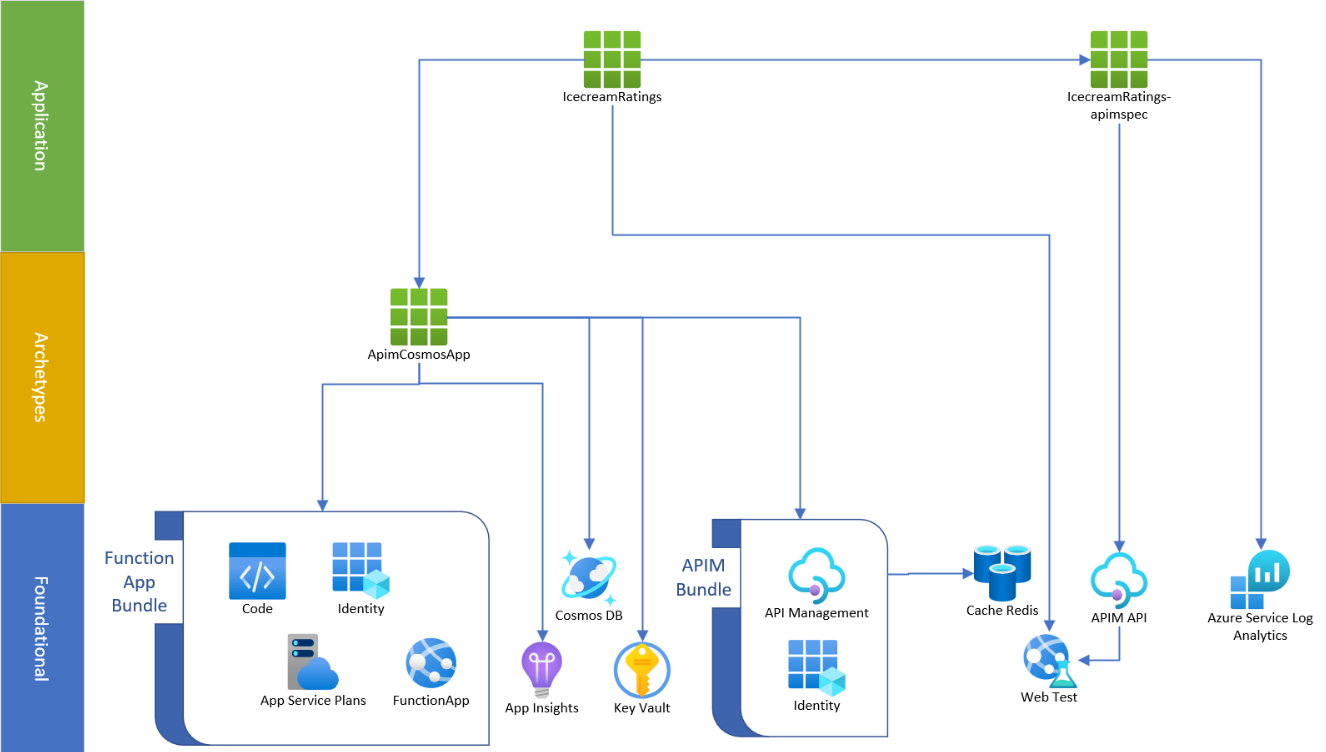 Application
IcecreamRatings
IcecreamRatings-
apimspec
Archetypes
ApimCosmosApp
Foundational
Function
App
Bundle
Code
Identity
App Service Plans
FunctionApp
Cosmos DB
App Insights
Key Vault
APIM
Bundle
API Management
Identity
Cache Redis
APIM API
Web Test
Azure Service Log
Analytics